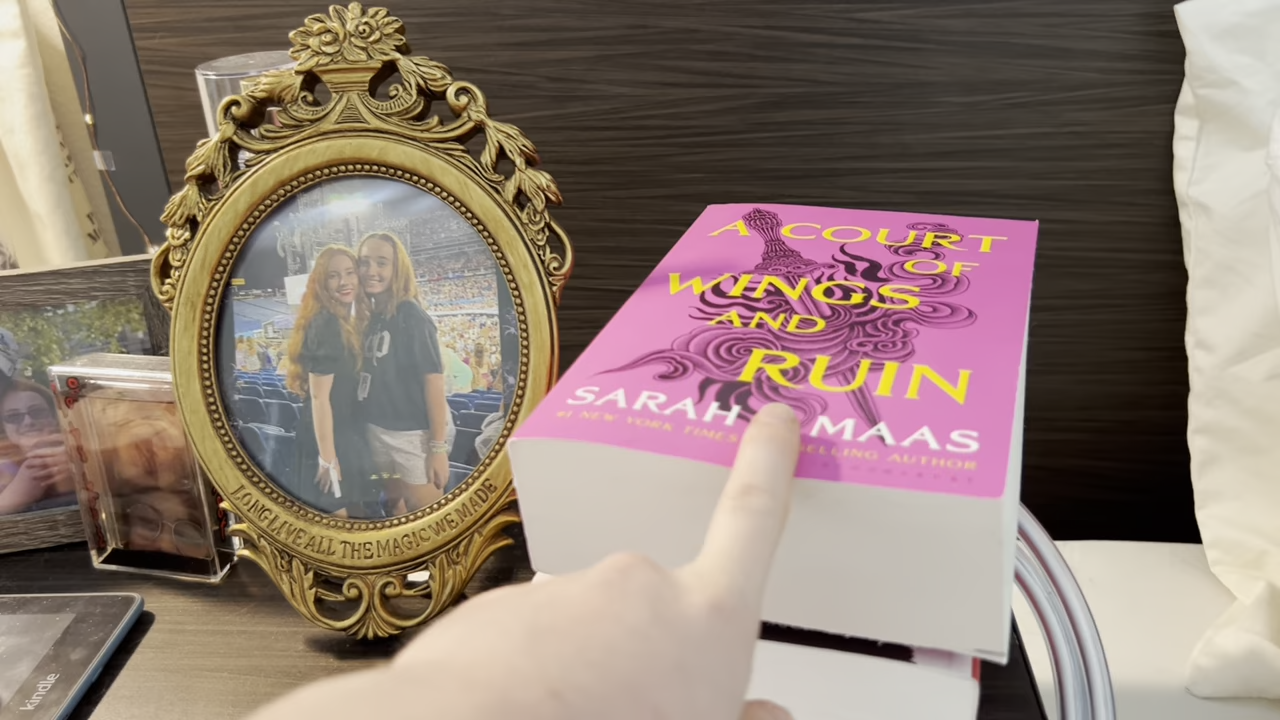 A COURT
OF
WINGS
AND
RUIN
SARAH MAAS
#1 NEW YORK TIMES SELLING AUTHOR
LONG LIVE ALL THE MAGIC WE MADE
kindle